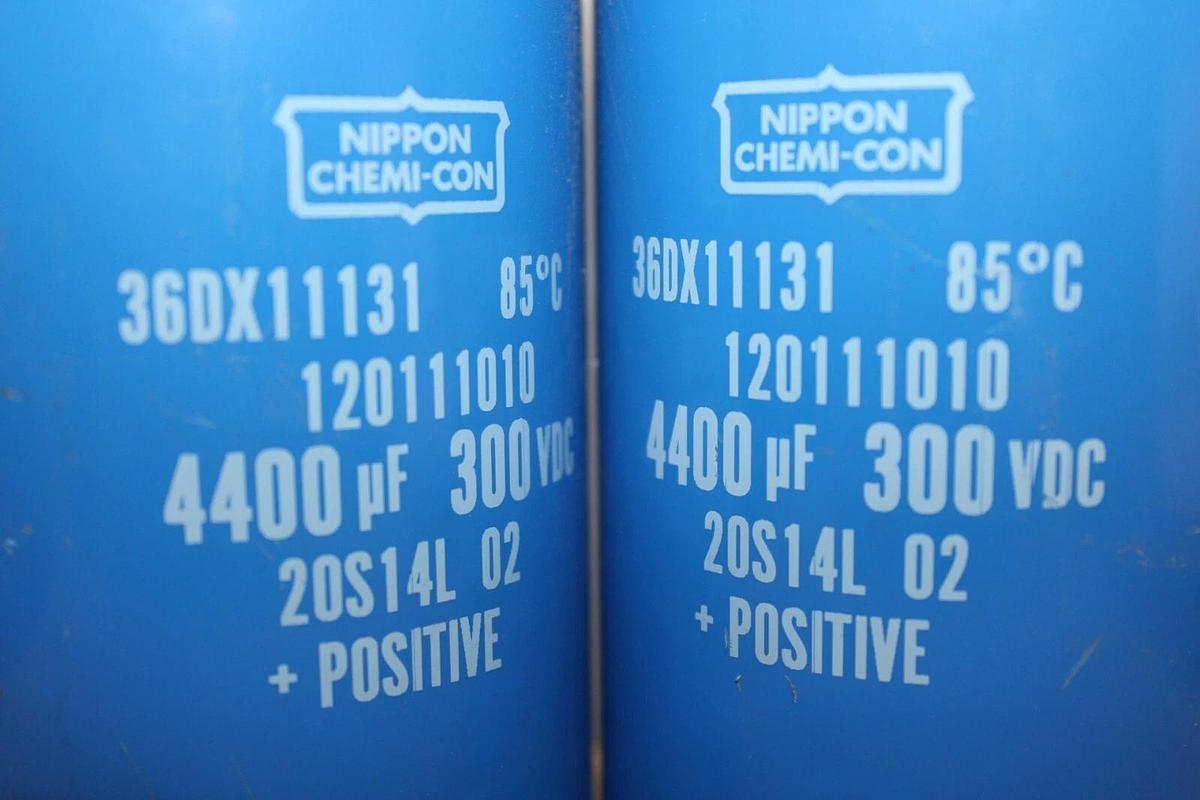 NIPPON
CHEMI-CON
36DX11131 85°C
120111010
4400 µF 300 VDC
20S14L 02
+ POSITIVE
NIPPON
CHEMI-CON
36DX11131 85°C
120111010
4400 µF 300 VDC
20S14L 02
+ POSITIVE